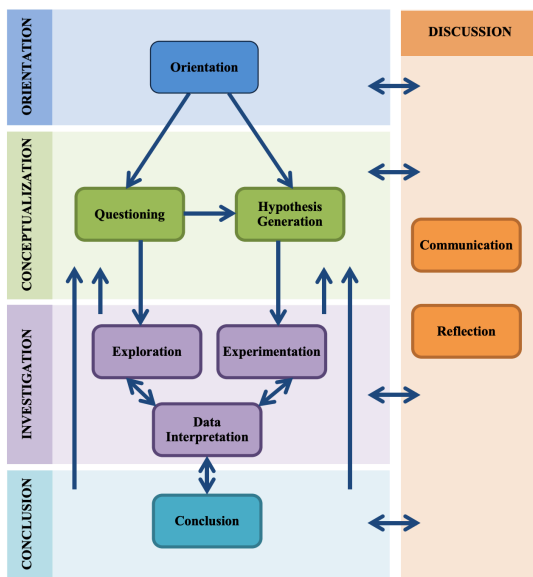 ORIENTATION
Orientation
CONCEPTUALIZATION
Questioning
Hypothesis
Generation
INVESTIGATION
Exploration
Experimentation
Data
Interpretation
CONCLUSION
Conclusion
DISCUSSION
Communication
Reflection